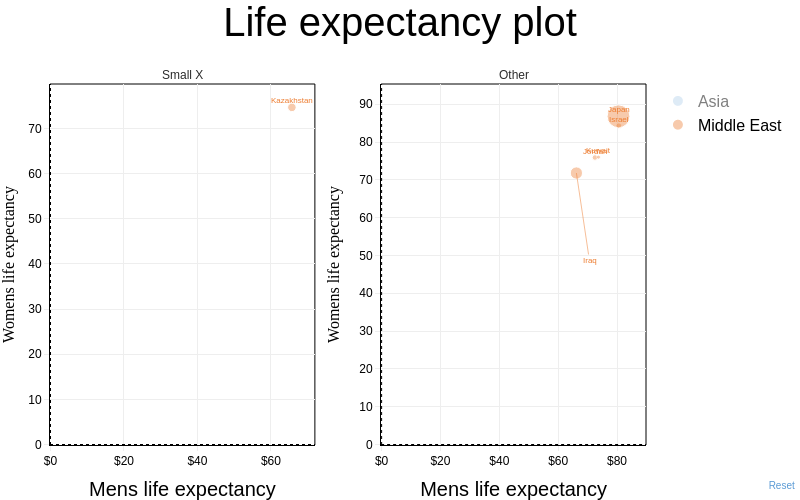 Life expectancy plot
Small X
Other
Asia
Middle East
Womens life expectancy
70
60
50
40
30
20
10
0
$0
$20
$40
$60
Mens life expectancy
Kazakhstan
Womens life expectancy
90
80
70
60
50
40
30
20
10
0
$0
$20
$40
$60
$80
Mens life expectancy
Japan
Israel
Jordan
Kuwait
Iraq
Reset